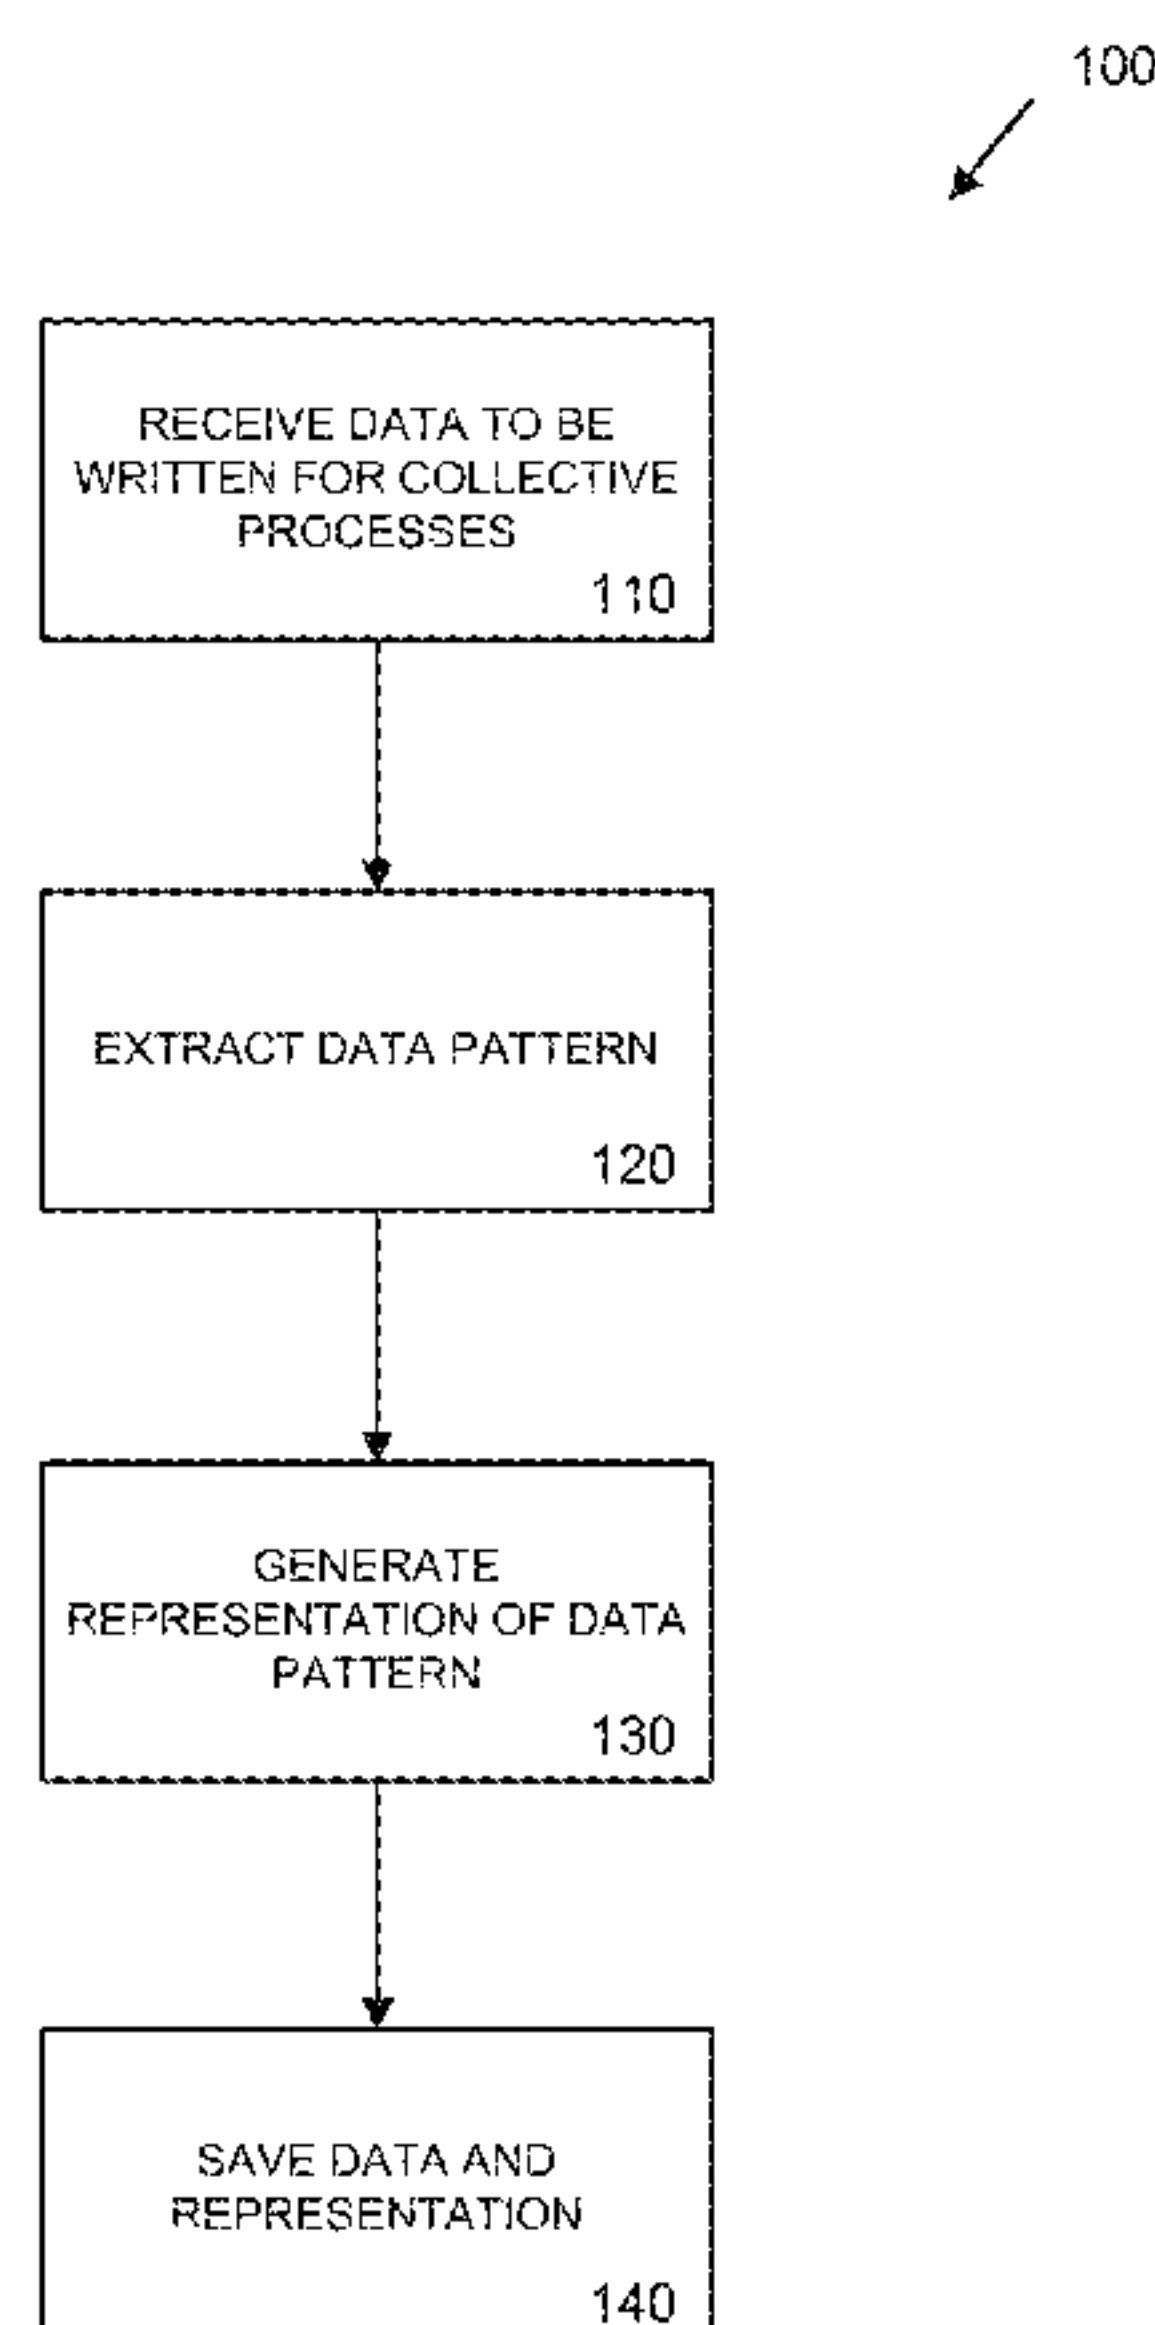 100
RECEIVE DATA TO BE
WRITTEN FOR COLLECTIVE
PROCESSES
110
EXTRACT DATA PATTERN
120
GENERATE
REPRESENTATION OF DATA
PATTERN
130
SAVE DATA AND
REPRESENTATION
140